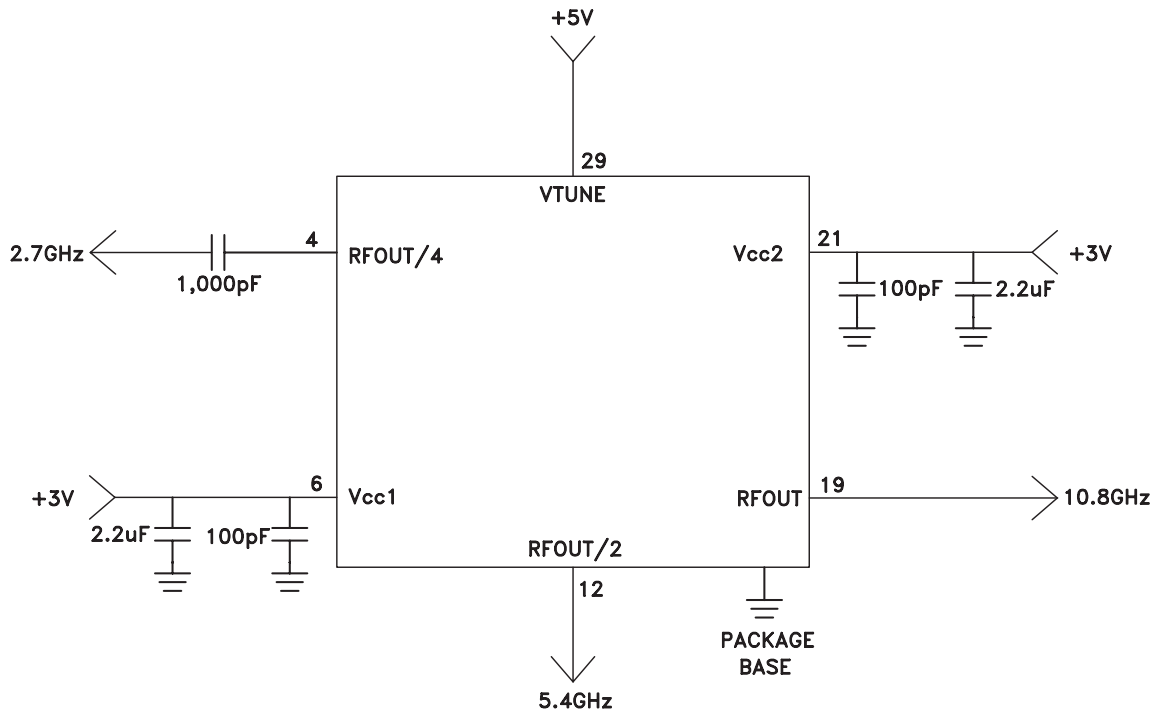 +5V
29
VTUNE
2.7GHz
4
RFOUT/4
1,000pF
Vcc2
21
+3V
100pF
2.2uF
+3V
6
Vcc1
2.2uF
100pF
RFOUT
19
10.8GHz
RFOUT/2
12
5.4GHz
PACKAGE
BASE